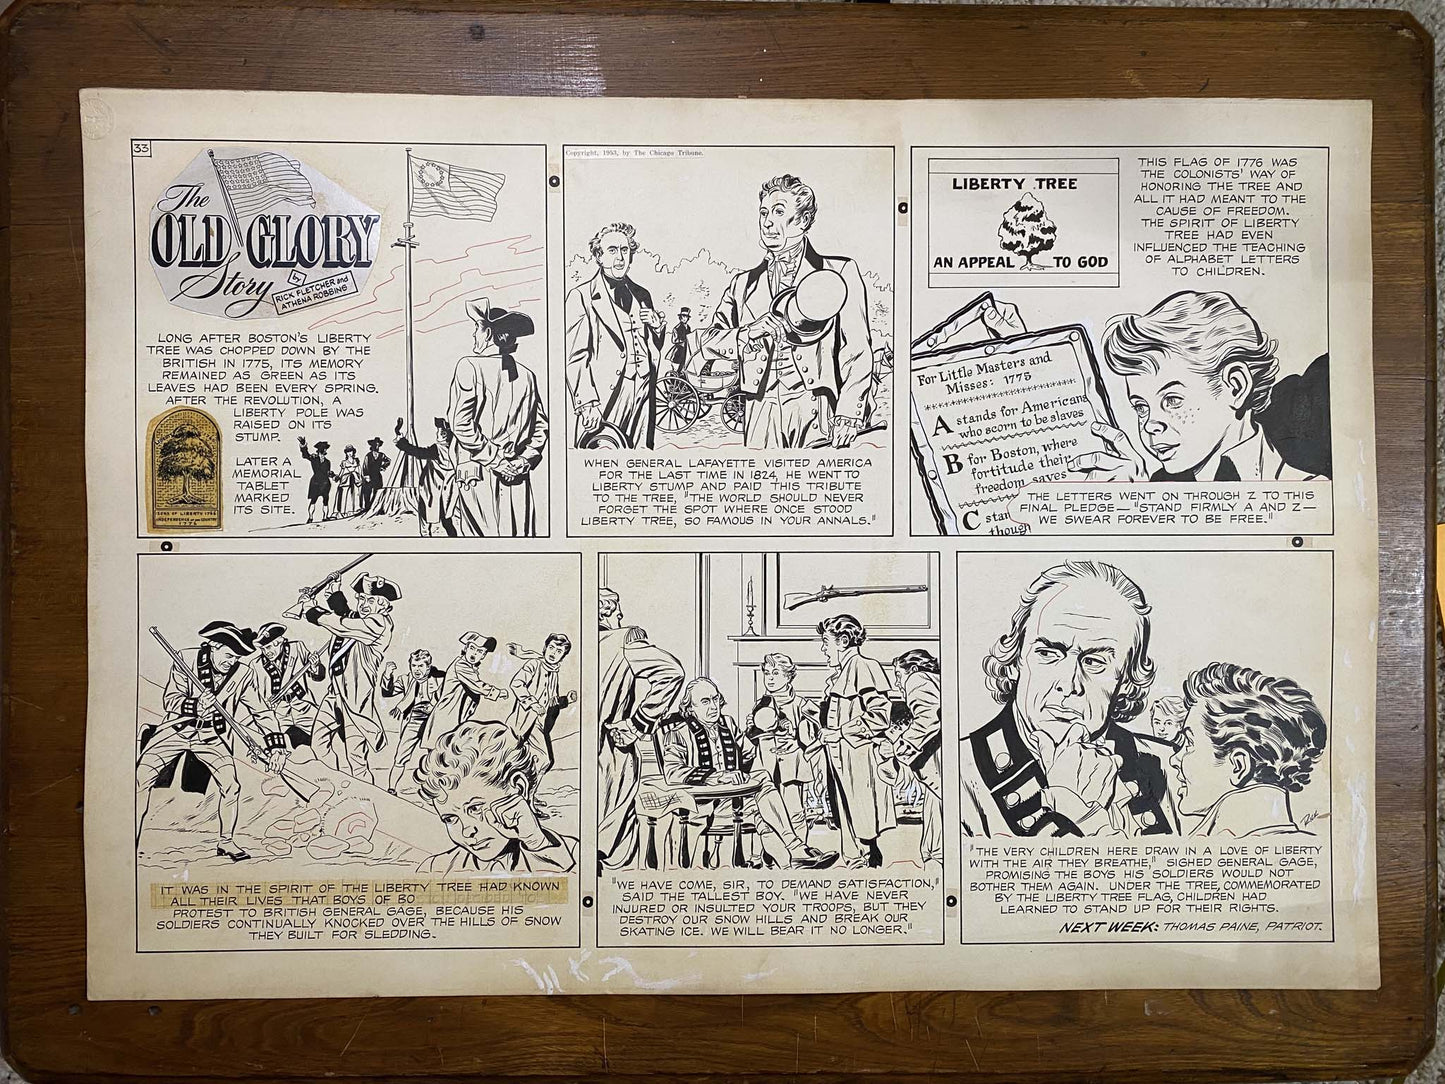 33
The
OLD GLORY
Story
by
RICK FLETCHER and
ATHENA ROBBINS
LONG AFTER BOSTON'S LIBERTY
TREE WAS CHOPPED DOWN BY THE
BRITISH IN 1775, ITS MEMORY
REMAINED AS GREEN AS ITS
LEAVES HAD BEEN EVERY SPRING.
AFTER THE REVOLUTION, A
LIBERTY POLE WAS
RAISED ON ITS
STUMP.
LATER A
MEMORIAL
TABLET
MARKED
ITS SITE.
SONS OF LIBERTY 1766
INDEPENDENCE of our COUNTRY
1776
Copyright, 1953, by The Chicago Tribune.
WHEN GENERAL LAFAYETTE VISITED AMERICA
FOR THE LAST TIME IN 1824, HE WENT TO
LIBERTY STUMP AND PAID THIS TRIBUTE
TO THE TREE, "THE WORLD SHOULD NEVER
FORGET THE SPOT WHERE ONCE STOOD
LIBERTY TREE, SO FAMOUS IN YOUR ANNALS."
LIBERTY TREE
AN APPEAL TO GOD
THIS FLAG OF 1776 WAS
THE COLONISTS' WAY OF
HONORING THE TREE AND
ALL IT HAD MEANT TO THE
CAUSE OF FREEDOM.
THE SPIRIT OF LIBERTY
TREE HAD EVEN
INFLUENCED THE TEACHING
OF ALPHABET LETTERS
TO CHILDREN.
For Little Masters and
Misses: 1775
A stands for Americans
who scorn to be slaves
B for Boston, where
fortitude their
freedom saves
C stan
though
THE LETTERS WENT ON THROUGH Z TO THIS
FINAL PLEDGE— "STAND FIRMLY A AND Z—
WE SWEAR FOREVER TO BE FREE."
IT WAS IN THE SPIRIT OF THE LIBERTY TREE HAD KNOWN
ALL THEIR LIVES THAT BOYS OF BO
PROTEST TO BRITISH GENERAL GAGE, BECAUSE HIS
SOLDIERS CONTINUALLY KNOCKED OVER THE HILLS OF SNOW
THEY BUILT FOR SLEDDING.
"WE HAVE COME, SIR, TO DEMAND SATISFACTION,"
SAID THE TALLEST BOY. "WE HAVE NEVER
INJURED OR INSULTED YOUR TROOPS, BUT THEY
DESTROY OUR SNOW HILLS AND BREAK OUR
SKATING ICE. WE WILL BEAR IT NO LONGER."
Rick
"THE VERY CHILDREN HERE DRAW IN A LOVE OF LIBERTY
WITH THE AIR THEY BREATHE," SIGHED GENERAL GAGE,
PROMISING THE BOYS HIS SOLDIERS WOULD NOT
BOTHER THEM AGAIN. UNDER THE TREE, COMMEMORATED
BY THE LIBERTY TREE FLAG, CHILDREN HAD
LEARNED TO STAND UP FOR THEIR RIGHTS.
NEXT WEEK: THOMAS PAINE, PATRIOT.